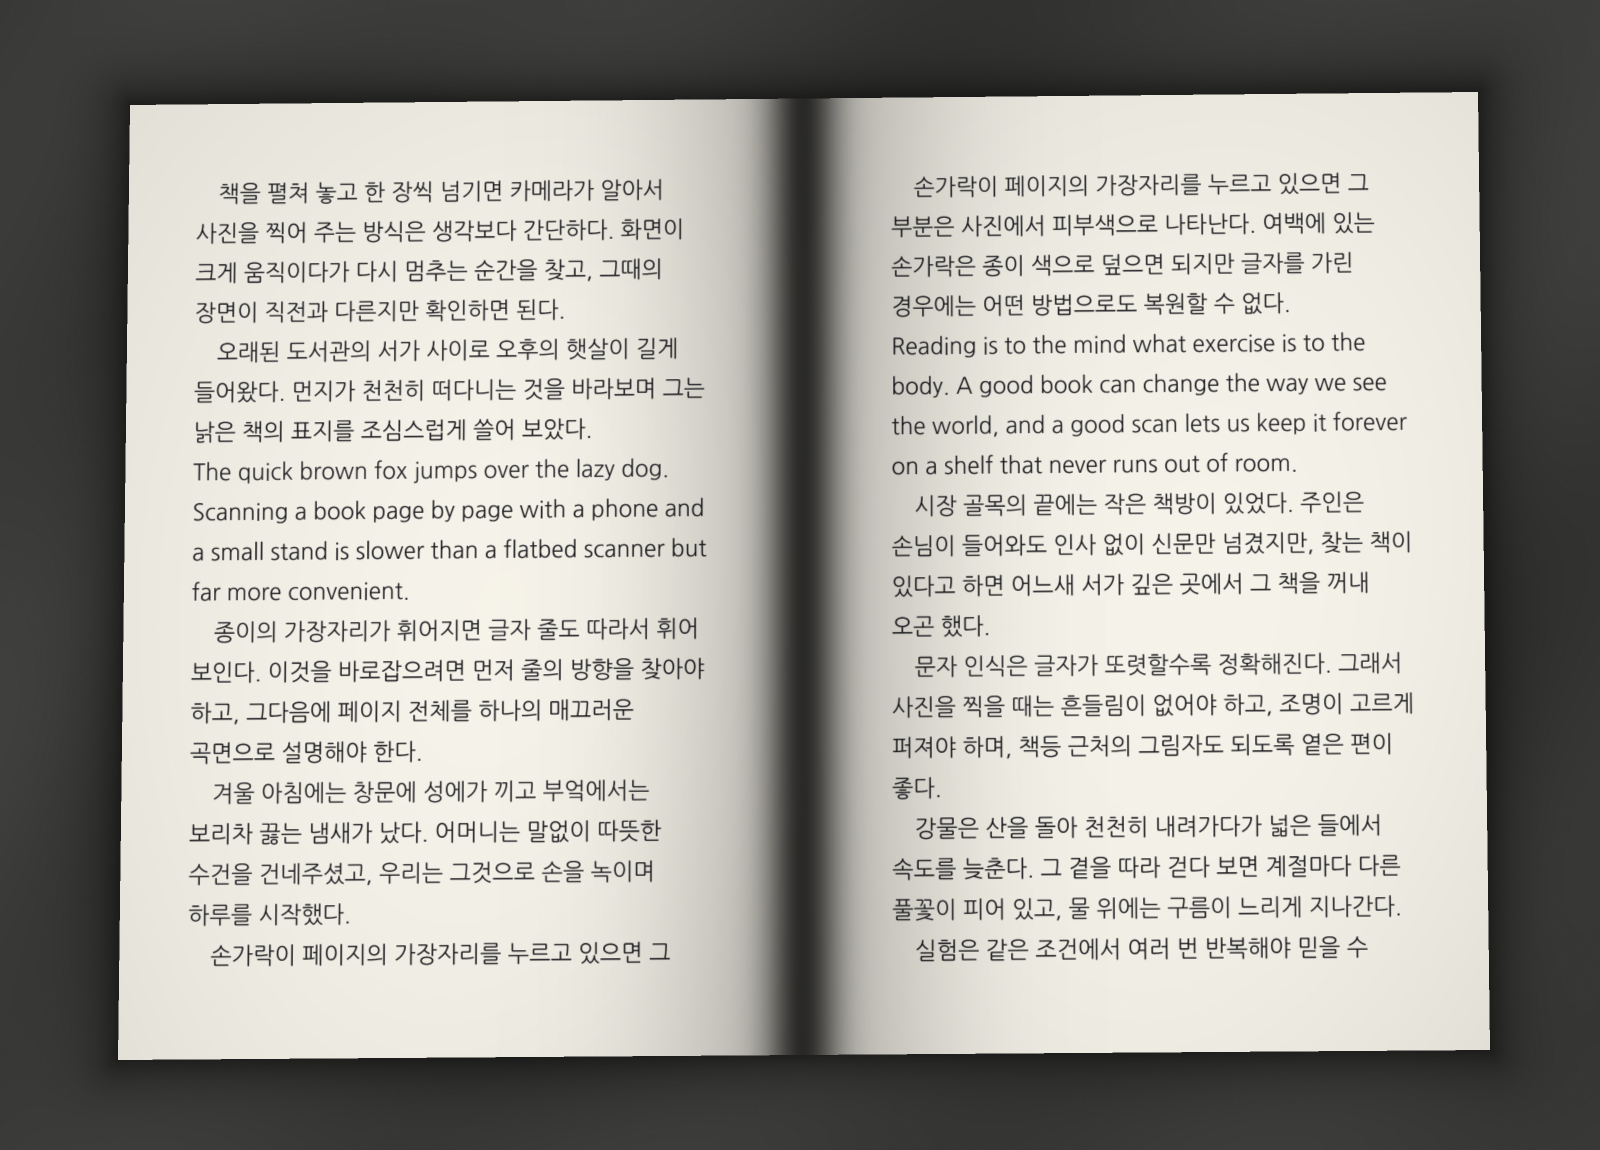 책을 펼쳐 놓고 한 장씩 넘기면 카메라가 알아서
사진을 찍어 주는 방식은 생각보다 간단하다. 화면이
크게 움직이다가 다시 멈추는 순간을 찾고, 그때의
장면이 직전과 다른지만 확인하면 된다.
오래된 도서관의 서가 사이로 오후의 햇살이 길게
들어왔다. 먼지가 천천히 떠다니는 것을 바라보며 그는
낡은 책의 표지를 조심스럽게 쓸어 보았다.
The quick brown fox jumps over the lazy dog.
Scanning a book page by page with a phone and
a small stand is slower than a flatbed scanner but
far more convenient.
종이의 가장자리가 휘어지면 글자 줄도 따라서 휘어
보인다. 이것을 바로잡으려면 먼저 줄의 방향을 찾아야
하고, 그다음에 페이지 전체를 하나의 매끄러운
곡면으로 설명해야 한다.
겨울 아침에는 창문에 성에가 끼고 부엌에서는
보리차 끓는 냄새가 났다. 어머니는 말없이 따뜻한
수건을 건네주셨고, 우리는 그것으로 손을 녹이며
하루를 시작했다.
손가락이 페이지의 가장자리를 누르고 있으면 그
손가락이 페이지의 가장자리를 누르고 있으면 그
부분은 사진에서 피부색으로 나타난다. 여백에 있는
손가락은 종이 색으로 덮으면 되지만 글자를 가린
경우에는 어떤 방법으로도 복원할 수 없다.
Reading is to the mind what exercise is to the
body. A good book can change the way we see
the world, and a good scan lets us keep it forever
on a shelf that never runs out of room.
시장 골목의 끝에는 작은 책방이 있었다. 주인은
손님이 들어와도 인사 없이 신문만 넘겼지만, 찾는 책이
있다고 하면 어느새 서가 깊은 곳에서 그 책을 꺼내
오곤 했다.
문자 인식은 글자가 또렷할수록 정확해진다. 그래서
사진을 찍을 때는 흔들림이 없어야 하고, 조명이 고르게
퍼져야 하며, 책등 근처의 그림자도 되도록 옅은 편이
좋다.
강물은 산을 돌아 천천히 내려가다가 넓은 들에서
속도를 늦춘다. 그 곁을 따라 걷다 보면 계절마다 다른
풀꽃이 피어 있고, 물 위에는 구름이 느리게 지나간다.
실험은 같은 조건에서 여러 번 반복해야 믿을 수